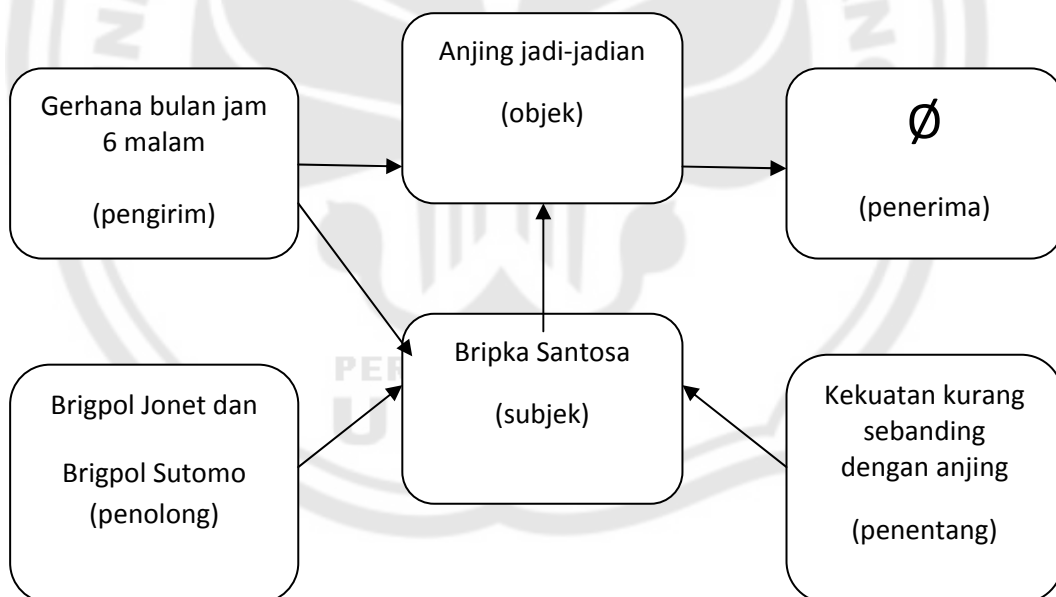 Anjing jadi-jadian
(objek)
Gerhana bulan jam
6 malam
(pengirim)
Ø
(penerima)
Bripka Santosa
(subjek)
Brigpol Jonet dan
Brigpol Sutomo
(penolong)
Kekuatan kurang
sebanding
dengan anjing
(penentang)